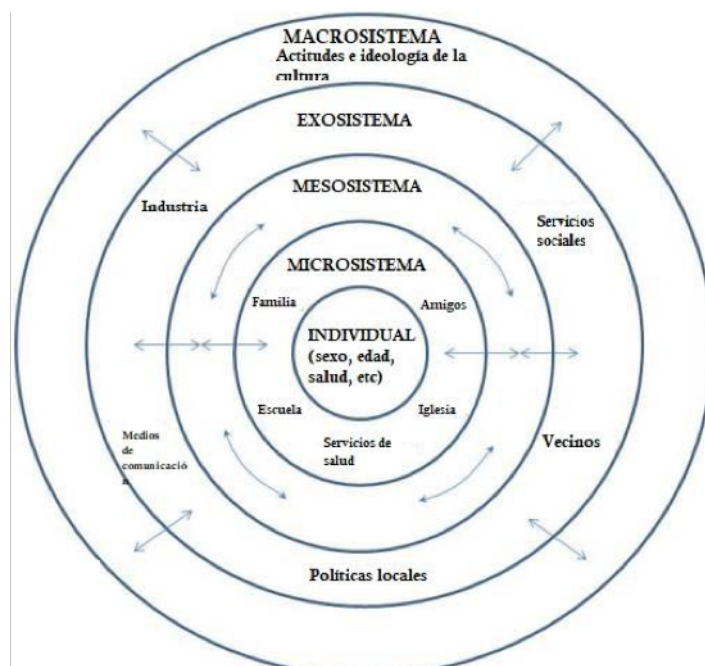 MACROSISTEMA
Actitudes e ideología de la
cultura
EXOSISTEMA
MESOSISTEMA
Industria
Servicios
sociales
MICROSISTEMA
Familia
Amigos
INDIVIDUAL
(sexo, edad,
salud, etc)
Escuela
Iglesia
Servicios de
salud
Medios
de
comunicació
n
Vecinos
Políticas locales